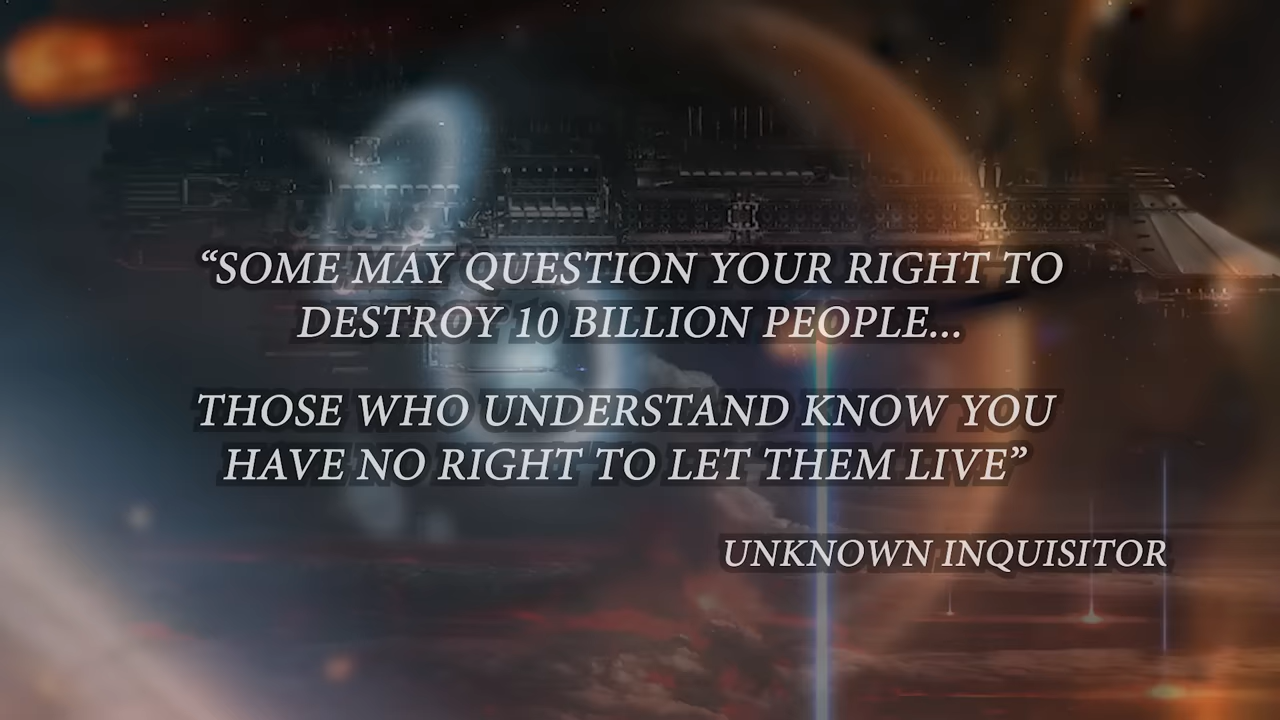 “SOME MAY QUESTION YOUR RIGHT TO
DESTROY 10 BILLION PEOPLE...
THOSE WHO UNDERSTAND KNOW YOU
HAVE NO RIGHT TO LET THEM LIVE”
UNKNOWN INQUISITOR